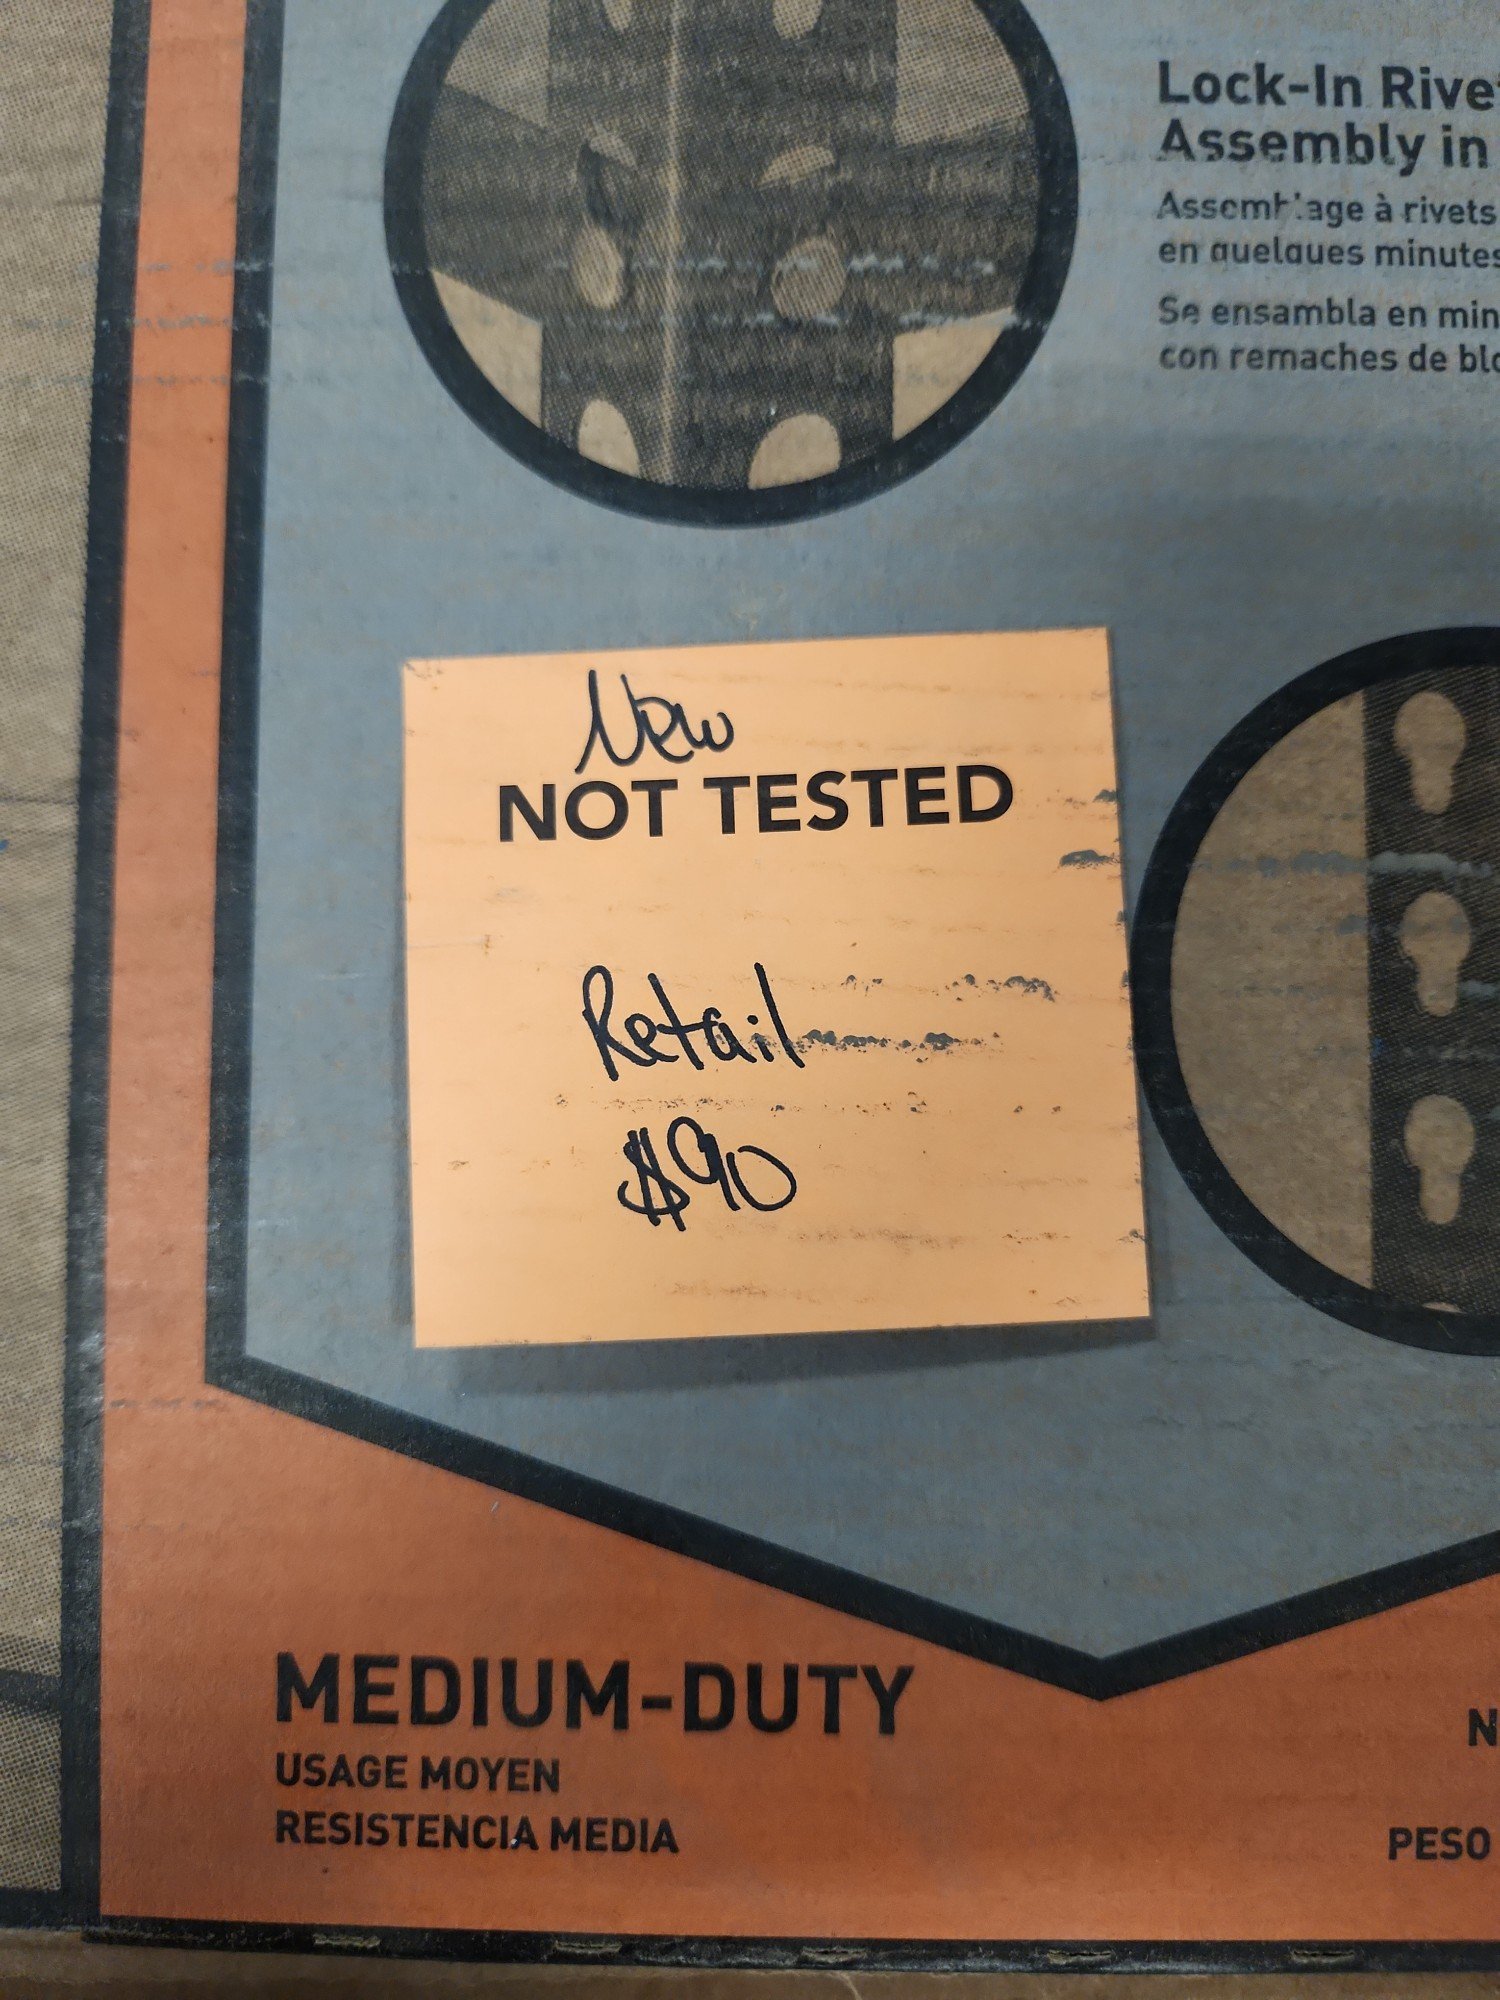 Lock-In Rive
Assembly in
Assemblage à rivets
en quelques minutes
Se ensambla en min
con remaches de blo
New
NOT TESTED
Retail
$90
MEDIUM-DUTY
USAGE MOYEN
RESISTENCIA MEDIA
N
PESO